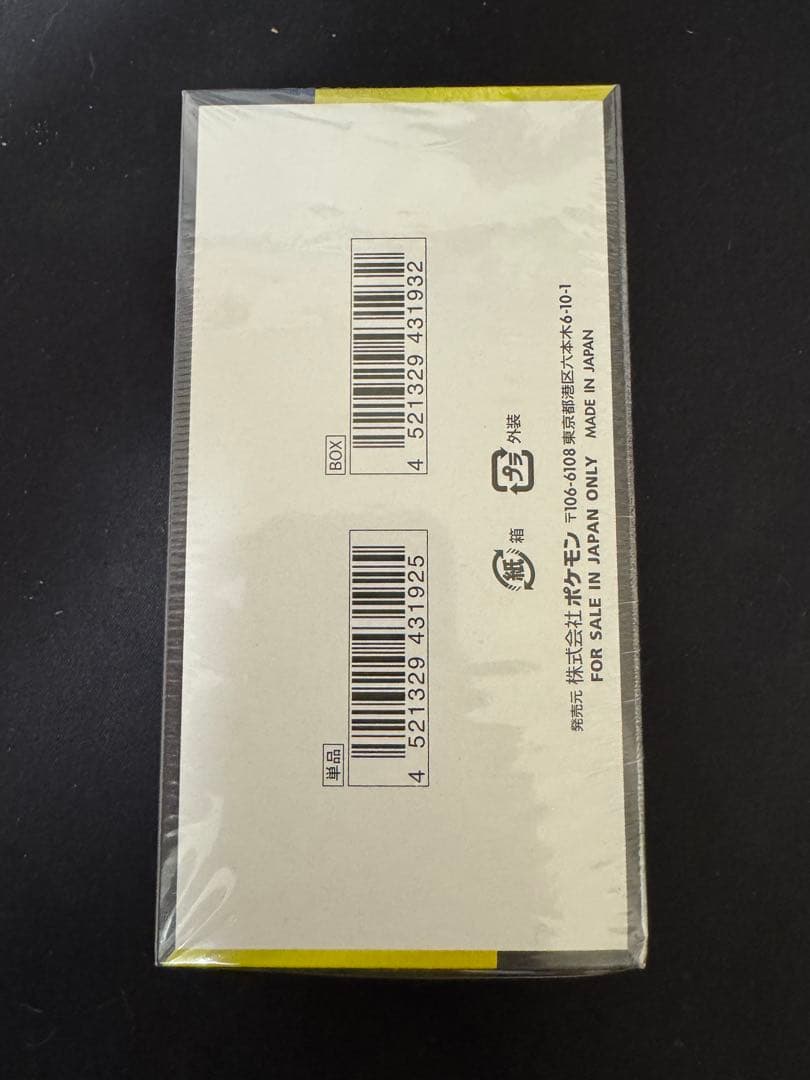 単品
4 521329 431925
BOX
4 521329 431932
紙 箱
プラ 外装
発売元 株式会社 ポケモン 〒106-6108 東京都港区六本木6-10-1
FOR SALE IN JAPAN ONLY MADE IN JAPAN